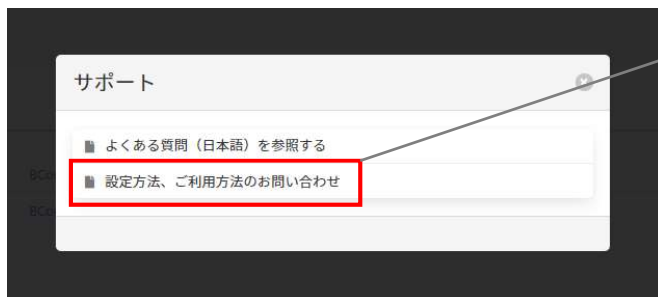 サポート
よくある質問（日本語）を参照する
設定方法、ご利用方法のお問い合わせ